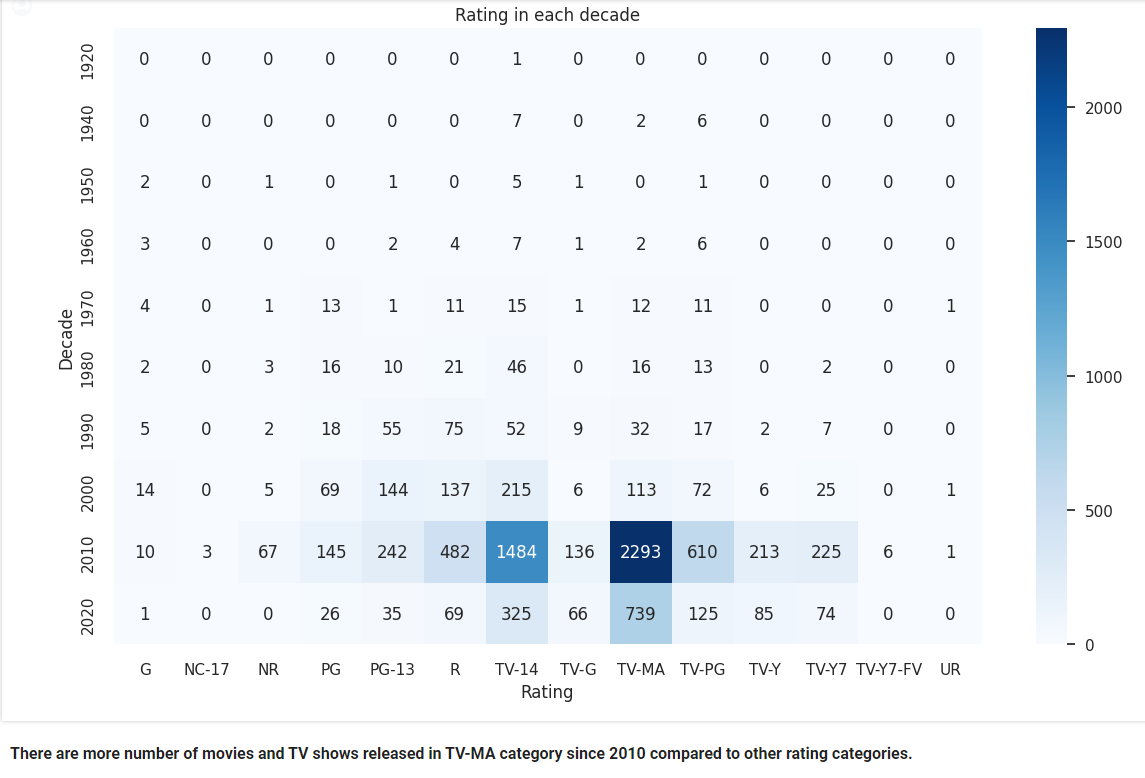 Rating in each decade
1920 0 0 0 0 0 0 1 0 0 0 0 0 0 0
1940 0 0 0 0 0 0 7 0 2 6 0 0 0 0
1950 2 0 1 0 1 0 5 1 0 1 0 0 0 0
1960 3 0 0 0 2 4 7 1 2 6 0 0 0 0
1970 4 0 1 13 1 11 15 1 12 11 0 0 0 1
1980 2 0 3 16 10 21 46 0 16 13 0 2 0 0
1990 5 0 2 18 55 75 52 9 32 17 2 7 0 0
2000 14 0 5 69 144 137 215 6 113 72 6 25 0 1
2010 10 3 67 145 242 482 1484 136 2293 610 213 225 6 1
2020 1 0 0 26 35 69 325 66 739 125 85 74 0 0
Decade
G NC-17 NR PG PG-13 R TV-14 TV-G TV-MA TV-PG TV-Y TV-Y7 TV-Y7-FV UR
Rating
2000
1500
1000
500
0
There are more number of movies and TV shows released in TV-MA category since 2010 compared to other rating categories.